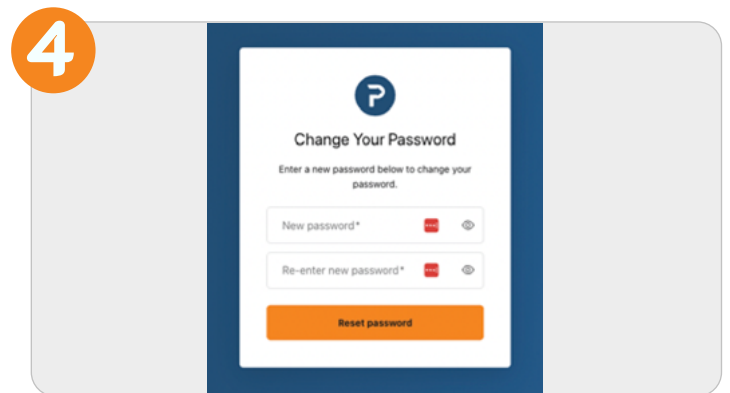 4
Change Your Password
Enter a new password below to change your
password.
New password*
Re-enter new password*
Reset password